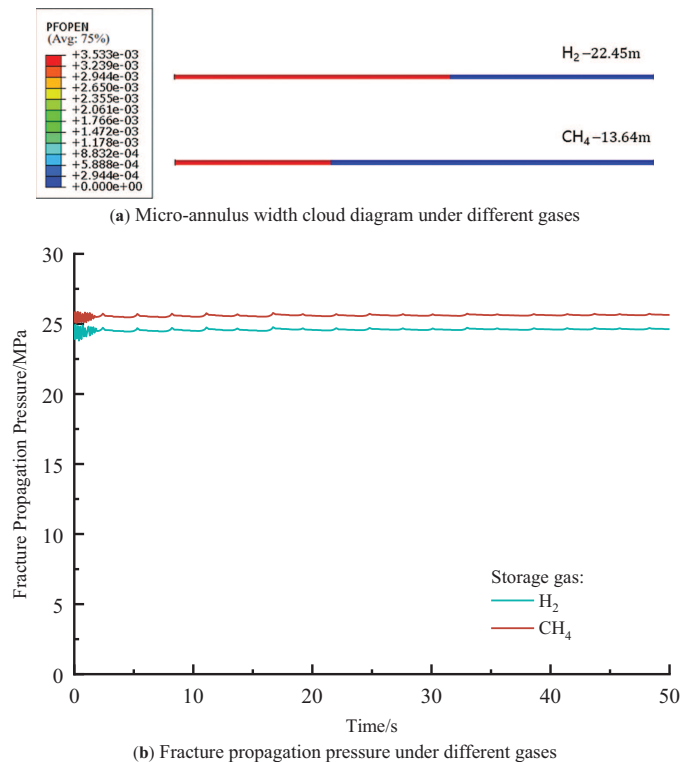 PFOPEN
(Avg: 75%)
+3.533e-03
+3.239e-03
+2.944e-03
+2.650e-03
+2.355e-03
+2.061e-03
+1.766e-03
+1.472e-03
+1.178e-03
+8.832e-04
+5.888e-04
+2.944e-04
+0.000e+00
H₂-22.45m
CH₄-13.64m
(a) Micro-annulus width cloud diagram under different gases
30
25
20
15
10
5
0
Fracture Propagation Pressure/MPa
Storage gas:
H₂
CH₄
0 10 20 30 40 50
Time/s
(b) Fracture propagation pressure under different gases